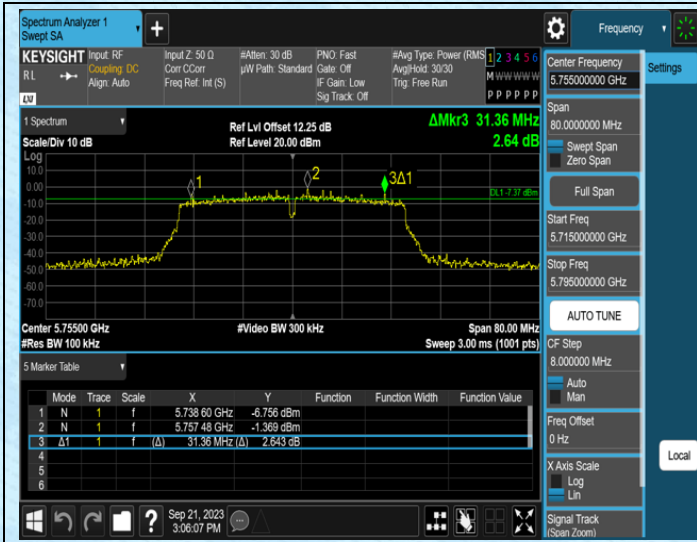 Spectrum Analyzer 1
Swept SA
Frequency
KEYSIGHT
Input: RF
Coupling: DC
Align: Auto
Input Z: 50 Ω
Corr CCorr
Freq Ref: Int (S)
#Atten: 30 dB
µW Path: Standard
PNO: Fast
Gate: Off
IF Gain: Low
Sig Track: Off
#Avg Type: Power (RMS
Avg|Hold: 30/30
Trig: Free Run
1 2 3 4 5 6
M W W W W W
P P P P P P
RL
LXI
1 Spectrum
Scale/Div 10 dB
Ref Lvl Offset 12.25 dB
Ref Level 20.00 dBm
ΔMkr3 31.36 MHz
2.64 dB
Log
10.0
0.00
-10.0
-20.0
-30.0
-40.0
-50.0
-60.0
-70.0
1
2
3Δ1
DL1 -7.37 dBm
Center 5.75500 GHz
#Res BW 100 kHz
#Video BW 300 kHz
Span 80.00 MHz
Sweep 3.00 ms (1001 pts)
5 Marker Table
Mode Trace Scale X Y Function Function Width Function Value
1 N 1 f 5.738 60 GHz -6.756 dBm
2 N 1 f 5.757 48 GHz -1.369 dBm
3 Δ1 1 f (Δ) 31.36 MHz (Δ) 2.643 dB
4
5
6
Sep 21, 2023
3:06:07 PM
Center Frequency
5.755000000 GHz
Span
80.0000000 MHz
Swept Span
Zero Span
Full Span
Start Freq
5.715000000 GHz
Stop Freq
5.795000000 GHz
AUTO TUNE
CF Step
8.000000 MHz
Auto
Man
Freq Offset
0 Hz
X Axis Scale
Log
Lin
Signal Track
(Span Zoom)
Settings
Local